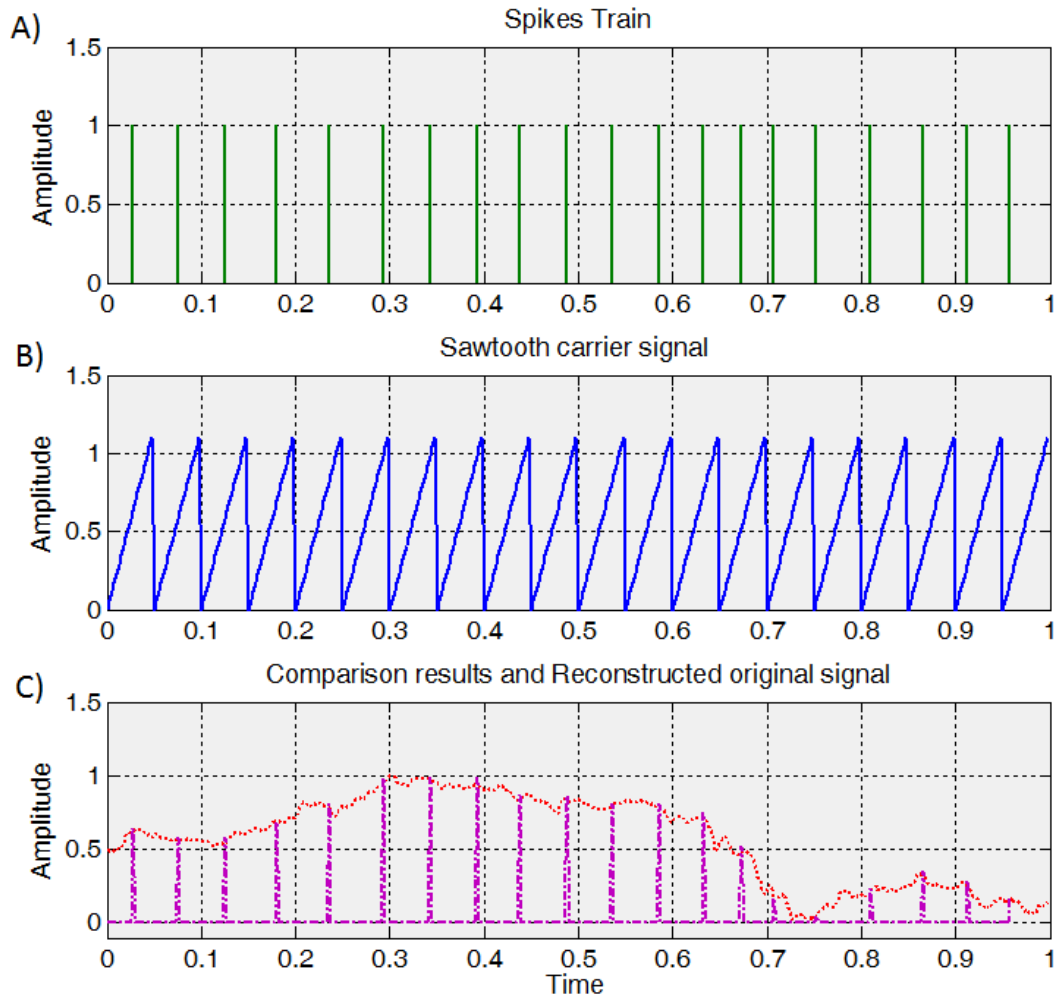 A)
Spikes Train
1.5
1
0.5
0
Amplitude
0 0.1 0.2 0.3 0.4 0.5 0.6 0.7 0.8 0.9 1
B)
Sawtooth carrier signal
1.5
1
0.5
0
Amplitude
0 0.1 0.2 0.3 0.4 0.5 0.6 0.7 0.8 0.9 1
C)
Comparison results and Reconstructed original signal
1.5
1
0.5
0
Amplitude
0 0.1 0.2 0.3 0.4 0.5 0.6 0.7 0.8 0.9 1
Time